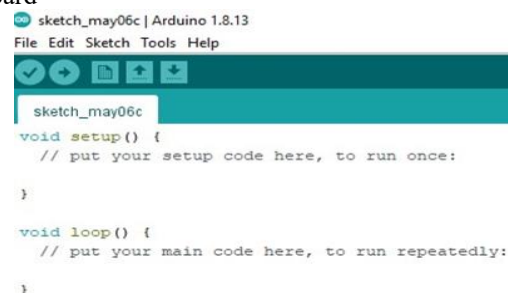 sketch_may06c | Arduino 1.8.13
File Edit Sketch Tools Help
sketch_may06c
void setup() {
  // put your setup code here, to run once:
}
void loop() {
  // put your main code here, to run repeatedly:
}